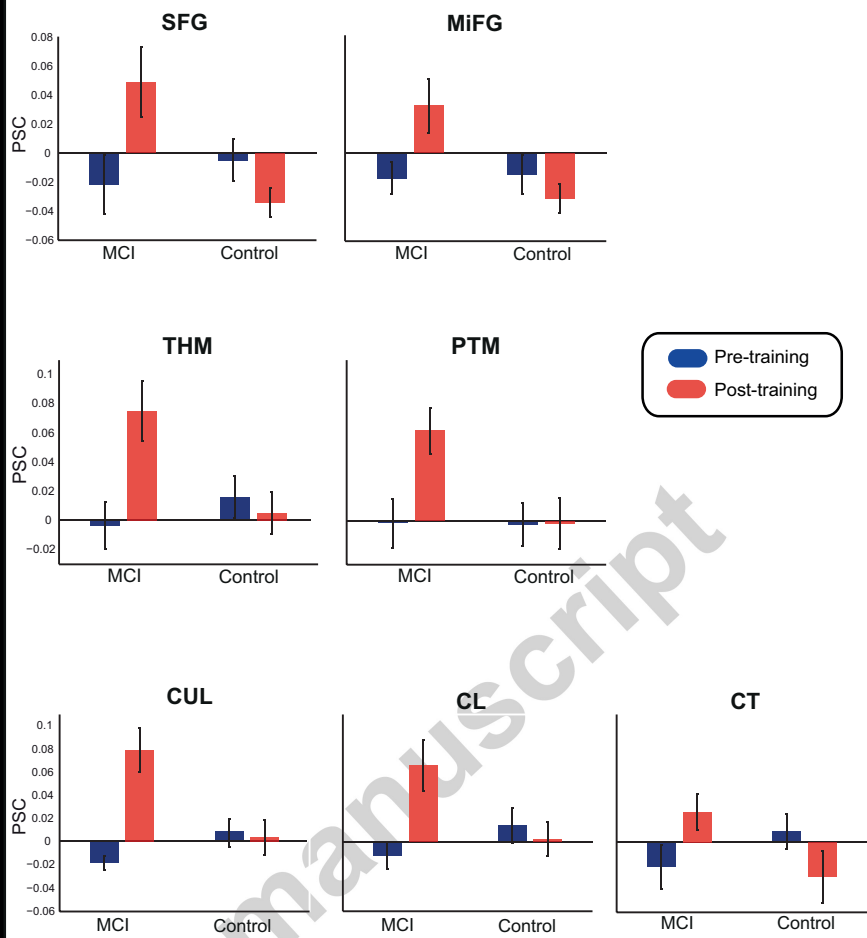 SFG MiFG
0.08
0.06
0.04
0.02
0
−0.02
−0.04
−0.06
PSC
MCI Control MCI Control
THM PTM
0.1
0.08
0.06
0.04
0.02
0
−0.02
PSC
MCI Control MCI Control
Pre-training
Post-training
CUL CL CT
0.1
0.08
0.06
0.04
0.02
0
−0.02
−0.04
−0.06
PSC
MCI Control MCI Control MCI Control
manuscript